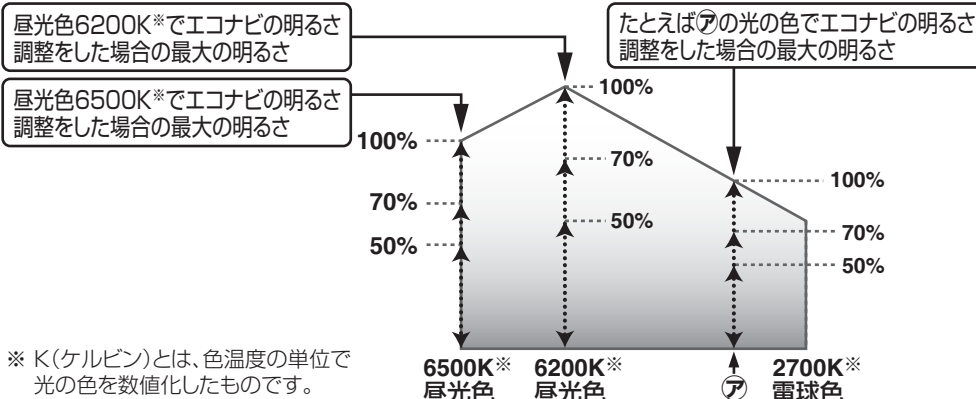 昼光色6200K※でエコナビの明るさ
調整をした場合の最大の明るさ
昼光色6500K※でエコナビの明るさ
調整をした場合の最大の明るさ
たとえば㋐の光の色でエコナビの明るさ
調整をした場合の最大の明るさ
100%
70%
50%
100%
70%
50%
100%
70%
50%
※ K(ケルビン)とは、色温度の単位で
光の色を数値化したものです。
6500K※
昼光色
6200K※
昼光色
㋐
2700K※
電球色